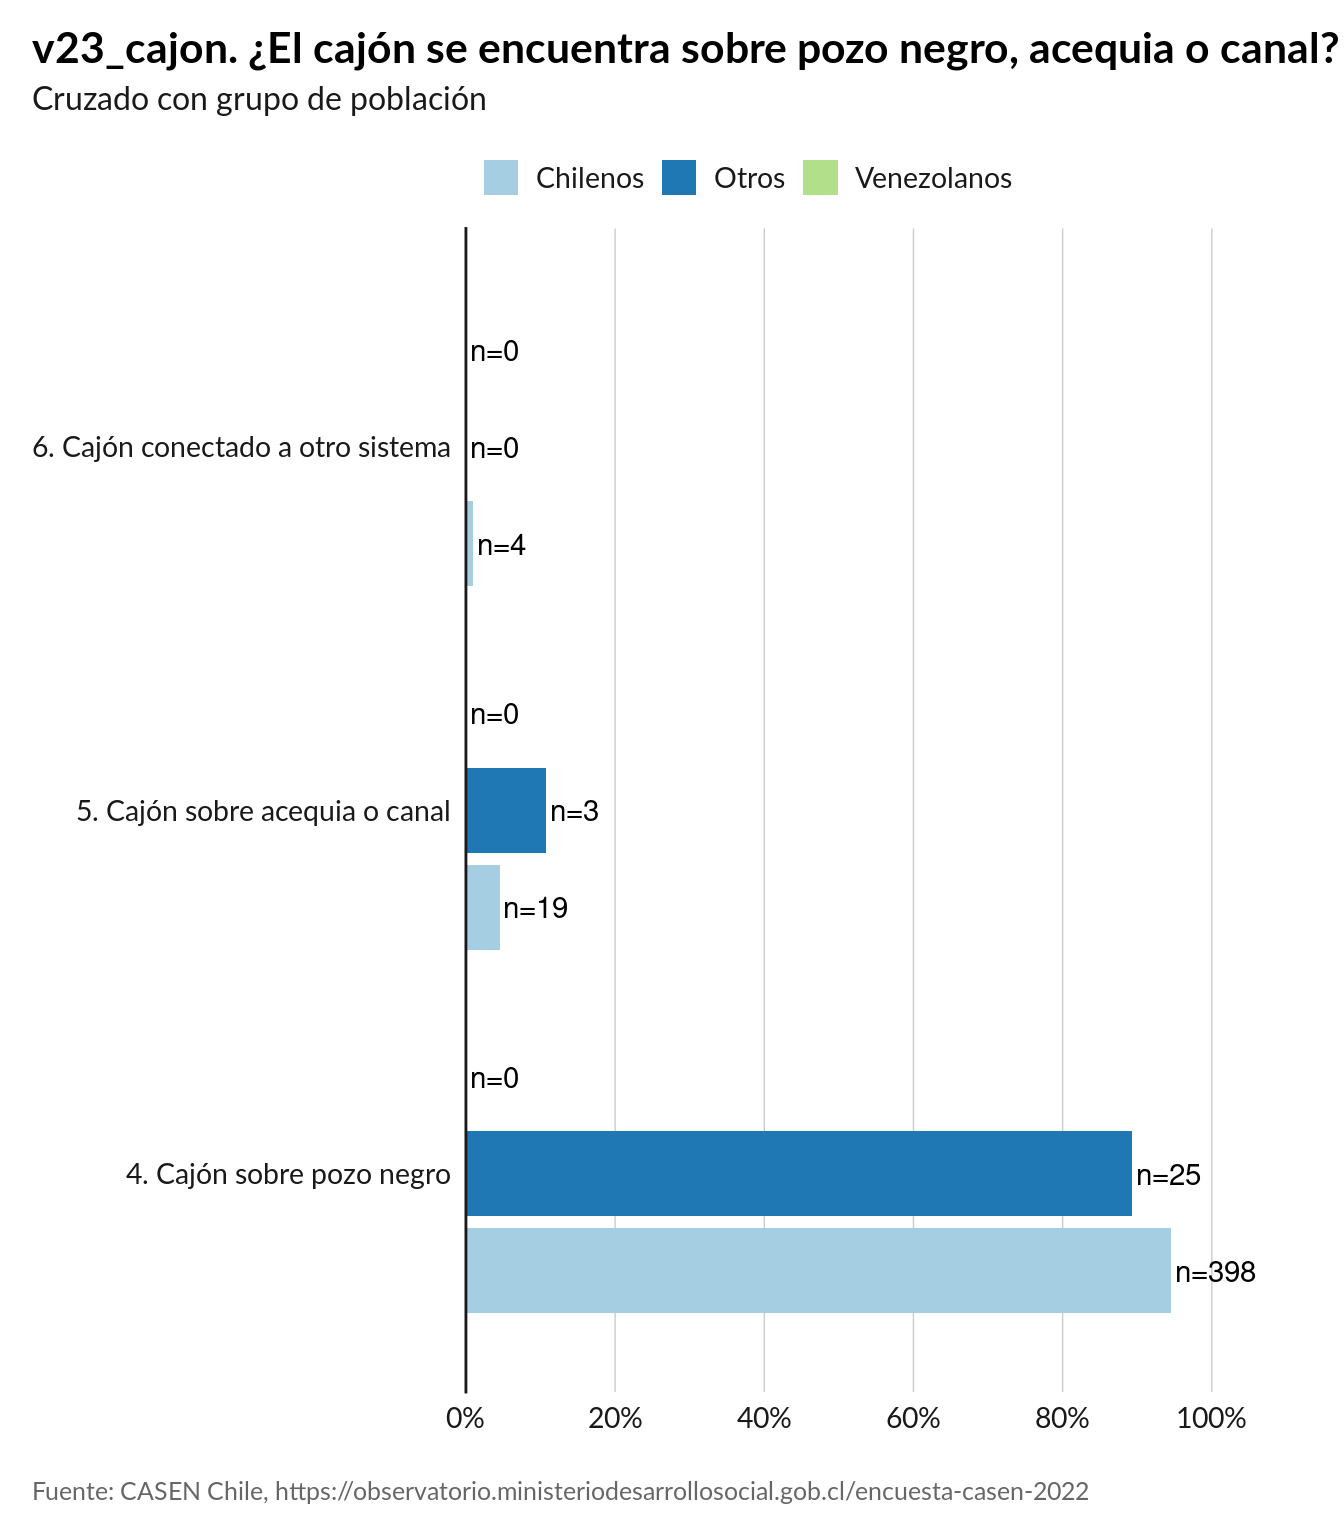 v23_cajon. ¿El cajón se encuentra sobre pozo negro, acequia o canal?
Cruzado con grupo de población
Chilenos Otros Venezolanos
n=0
6. Cajón conectado a otro sistema n=0
n=4
n=0
5. Cajón sobre acequia o canal n=3
n=19
n=0
4. Cajón sobre pozo negro n=25
n=398
0% 20% 40% 60% 80% 100%
Fuente: CASEN Chile, https://observatorio.ministeriodesarrollosocial.gob.cl/encuesta-casen-2022